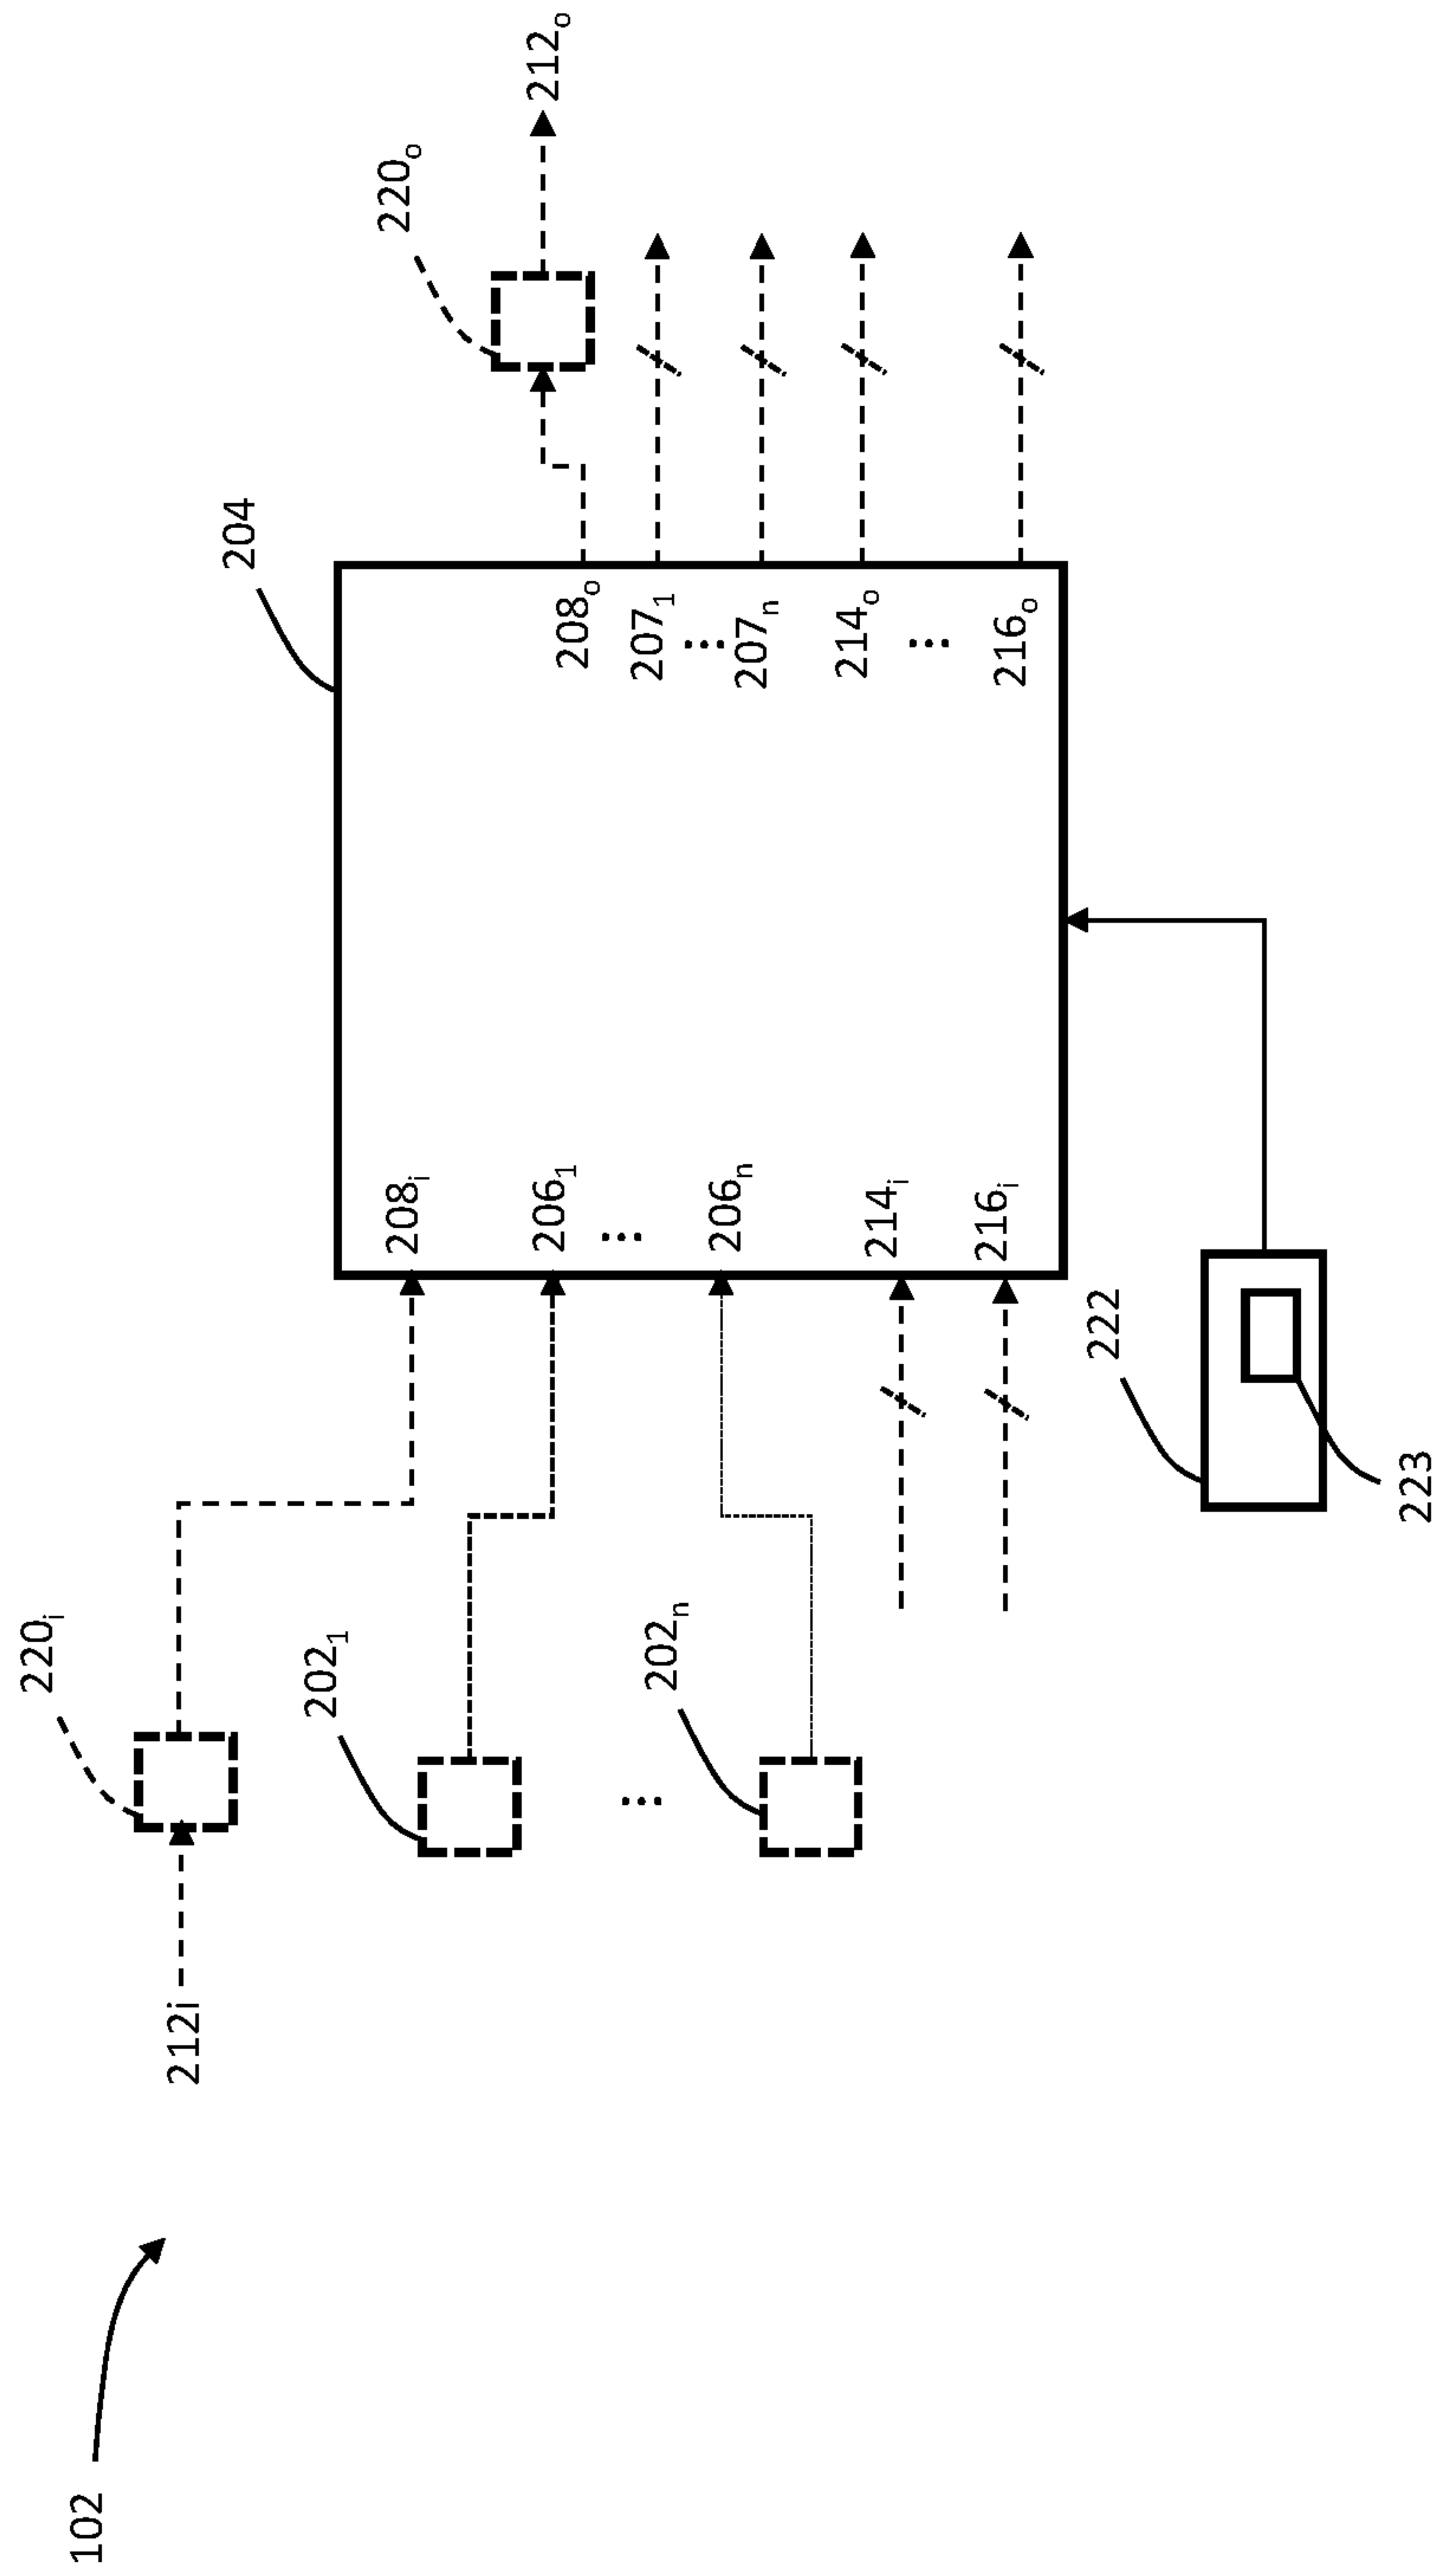 102
212i
220ᵢ
202₁
⋮
202ₙ
208ᵢ
206₁
⋮
206ₙ
214ᵢ
216ᵢ
204
208ₒ
207₁
⋮
207ₙ
214ₒ
⋮
216ₒ
220ₒ
212ₒ
222
223